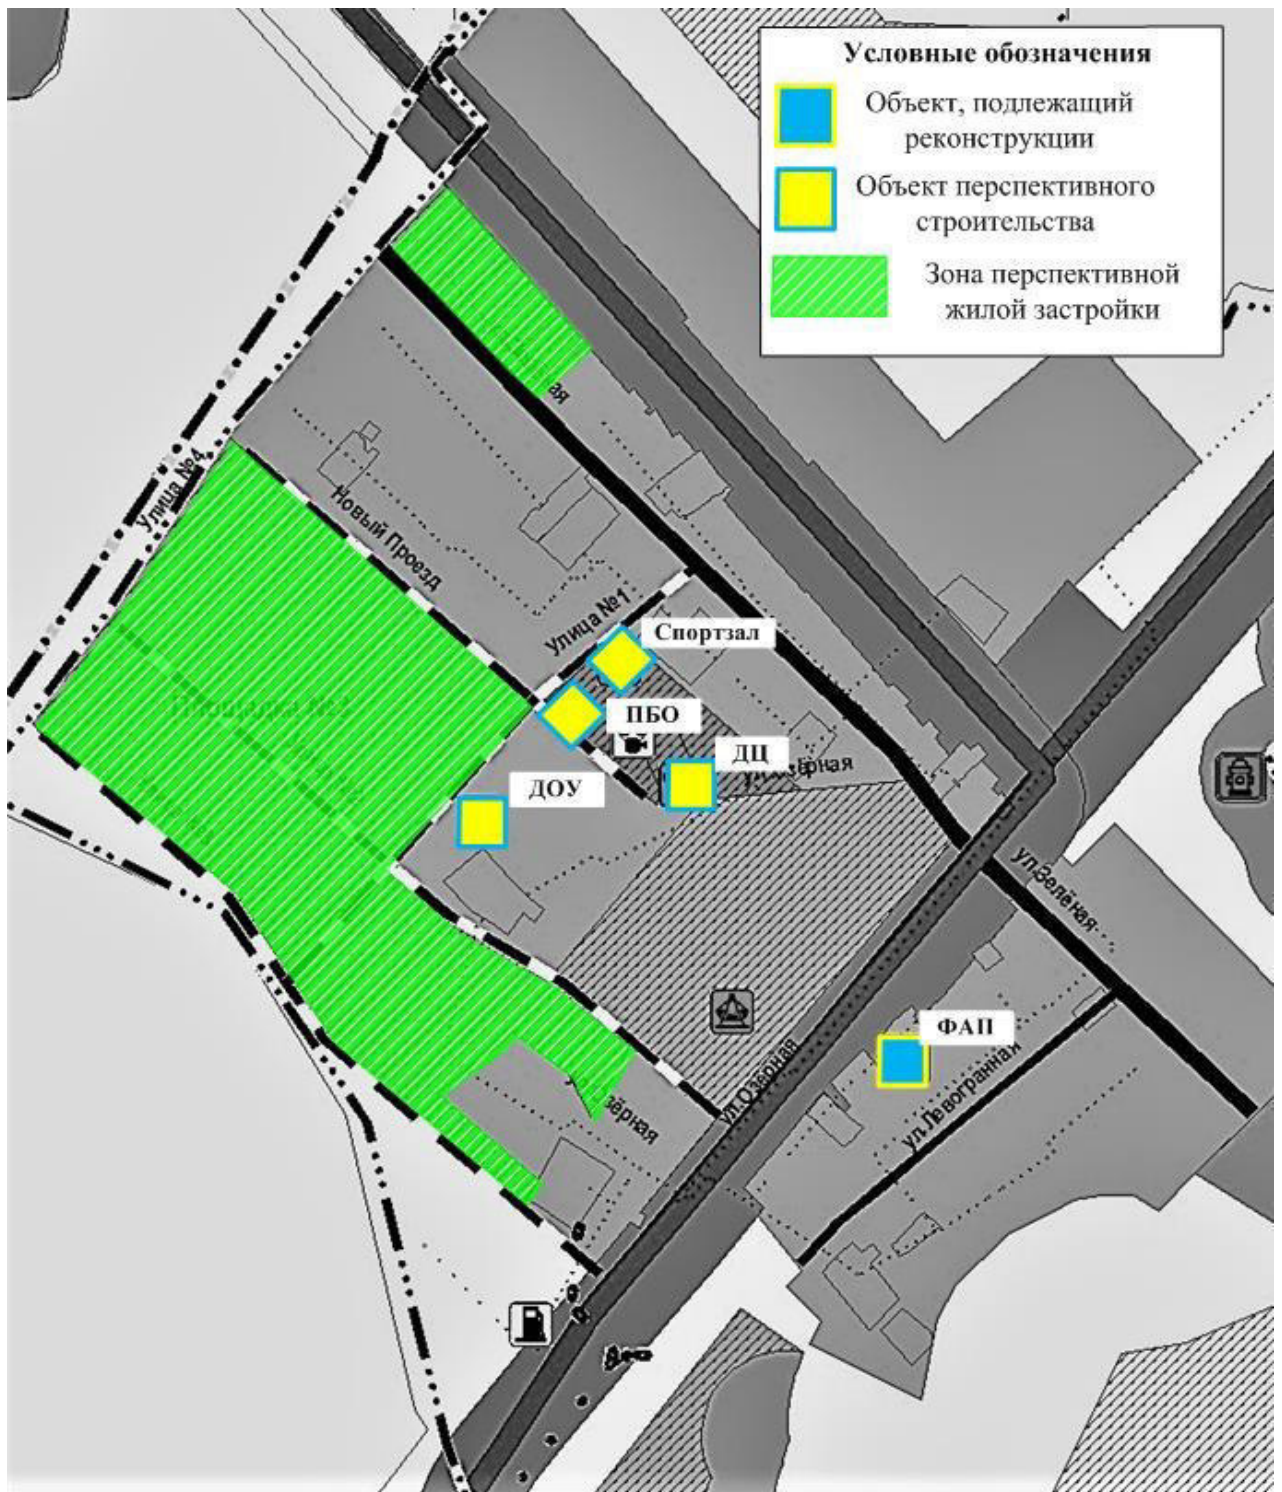 Условные обозначения
Объект, подлежащий
реконструкции
Объект перспективного
строительства
Зона перспективной
жилой застройки
Улица №4
Новый Проезд
Улица №1
Спортзал
ПБО
ДЦ
ДОУ
ул.Зелёная
ФАП
ул.Озёрная
ул.Левогранная